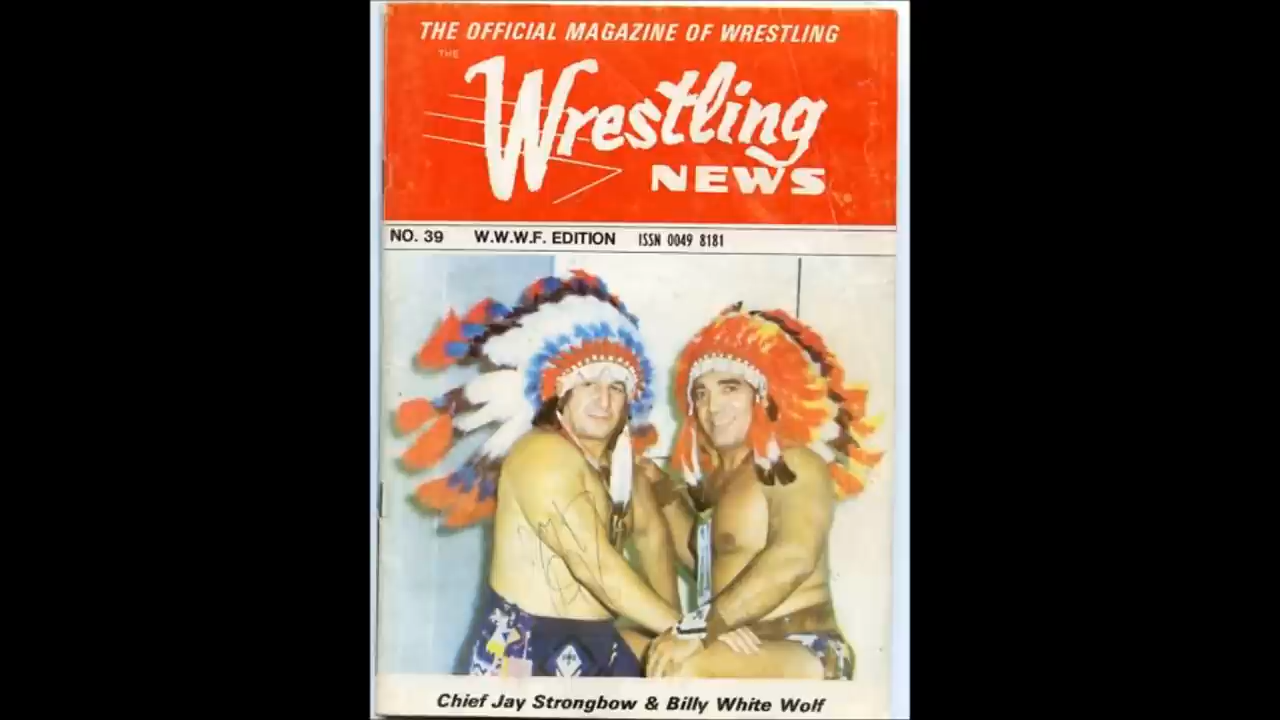 THE OFFICIAL MAGAZINE OF WRESTLING
THE
Wrestling
NEWS
NO. 39 W.W.W.F. EDITION ISSN 0049 8181
Chief Jay Strongbow & Billy White Wolf